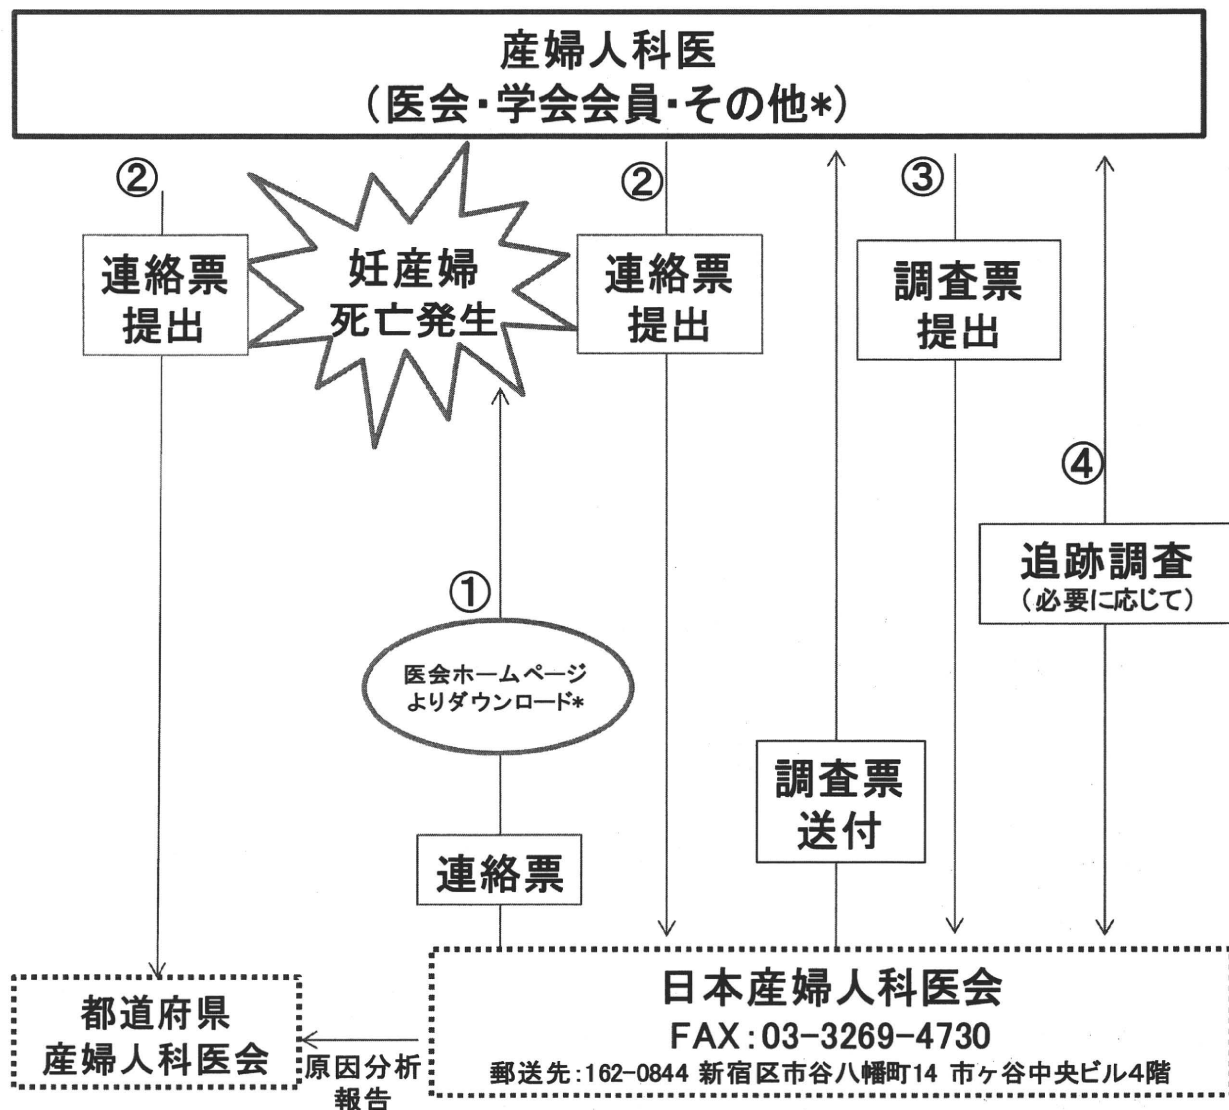 産婦人科医
（医会・学会会員・その他*）
②
連絡票
提出
妊産婦
死亡発生
②
連絡票
提出
③
調査票
提出
④
追跡調査
（必要に応じて）
①
医会ホームページ
よりダウンロード*
連絡票
調査票
送付
都道府県
産婦人科医会
原因分析
報告
日本産婦人科医会
FAX：03-3269-4730
郵送先：162-0844 新宿区市谷八幡町14 市ヶ谷中央ビル4階